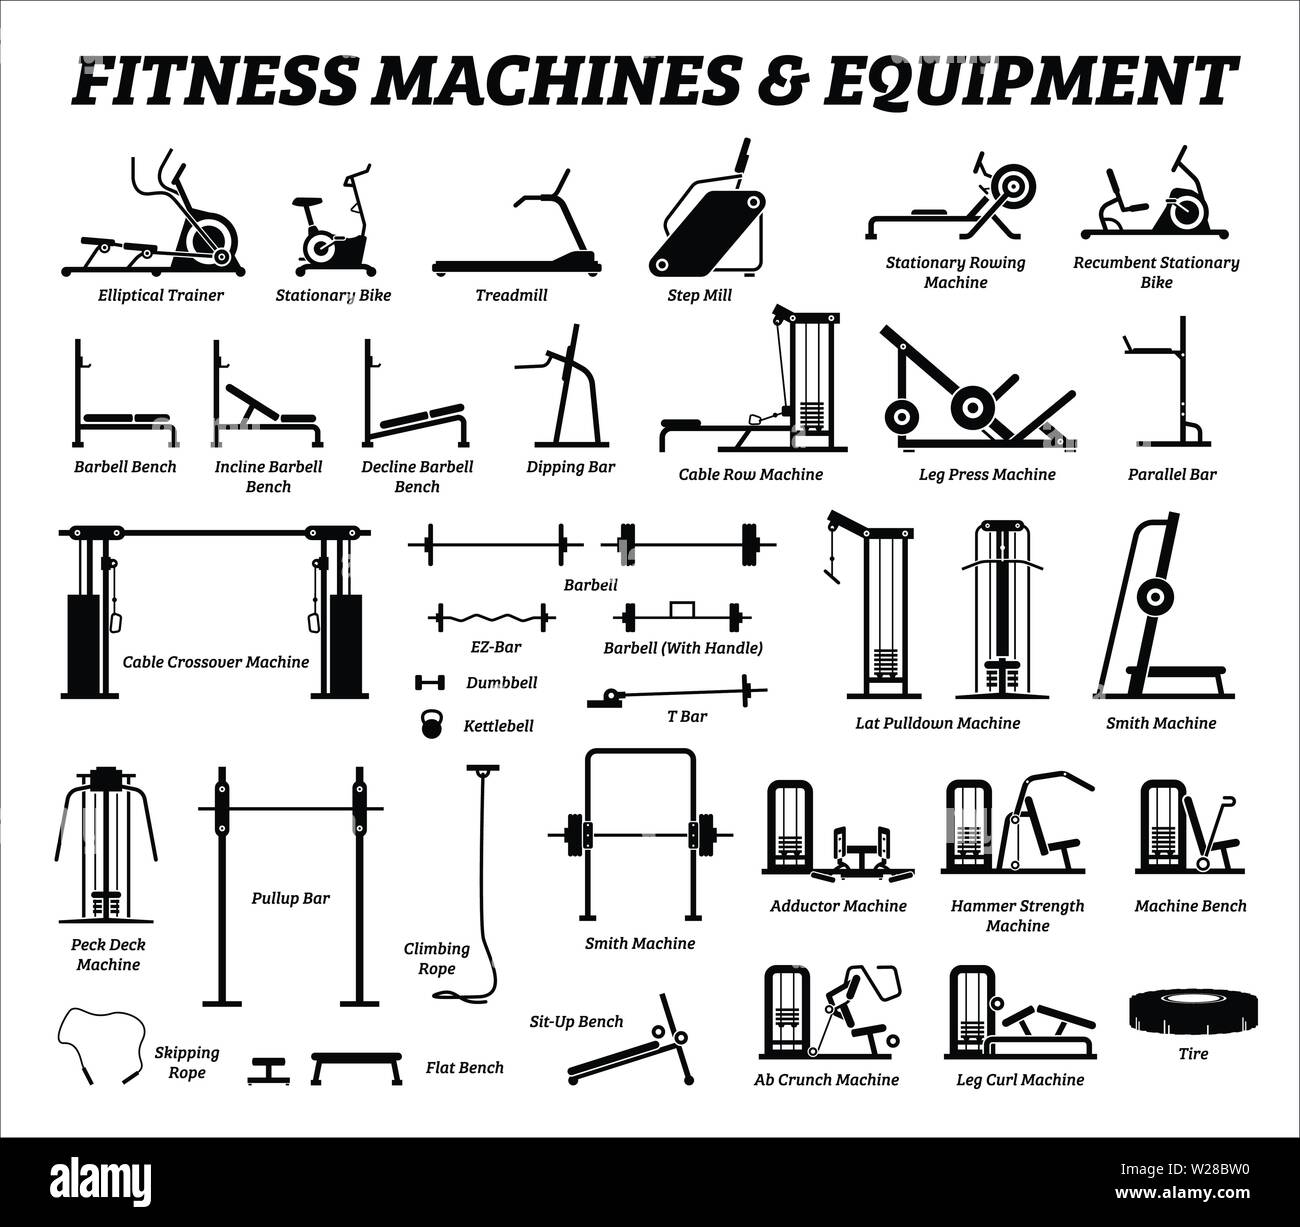 FITNESS MACHINES & EQUIPMENT
Elliptical Trainer
Stationary Bike
Treadmill
Step Mill
Stationary Rowing
Machine
Recumbent Stationary
Bike
Barbell Bench
Incline Barbell
Bench
Decline Barbell
Bench
Dipping Bar
Cable Row Machine
Leg Press Machine
Parallel Bar
Cable Crossover Machine
Barbell
EZ-Bar
Barbell (With Handle)
Dumbbell
T Bar
Kettlebell
Lat Pulldown Machine
Smith Machine
Peck Deck
Machine
Pullup Bar
Climbing
Rope
Smith Machine
Adductor Machine
Hammer Strength
Machine
Machine Bench
Skipping
Rope
Flat Bench
Sit-Up Bench
Ab Crunch Machine
Leg Curl Machine
Tire
alamy
Image ID: W28BW0
www.alamy.com